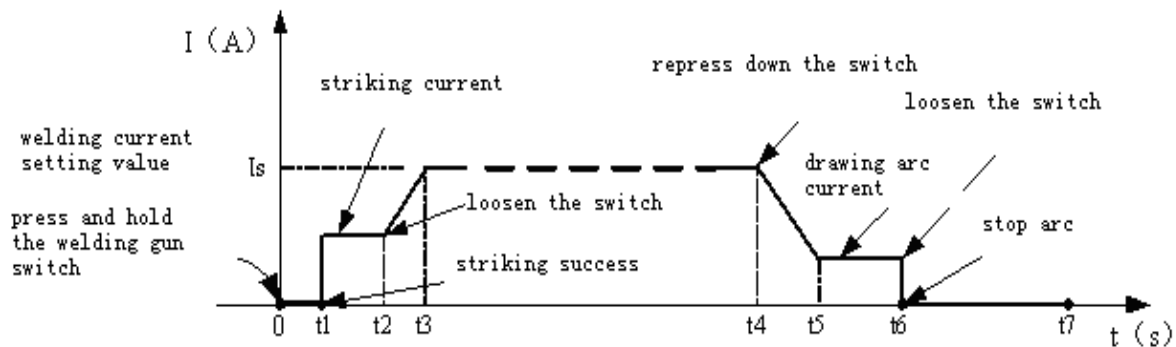 I (A)
striking current
repress down the switch
loosen the switch
welding current
setting value
Is
drawing arc
current
press and hold
the welding gun
switch
loosen the switch
stop arc
striking success
0 t1 t2 t3 t4 t5 t6 t7
t (s)